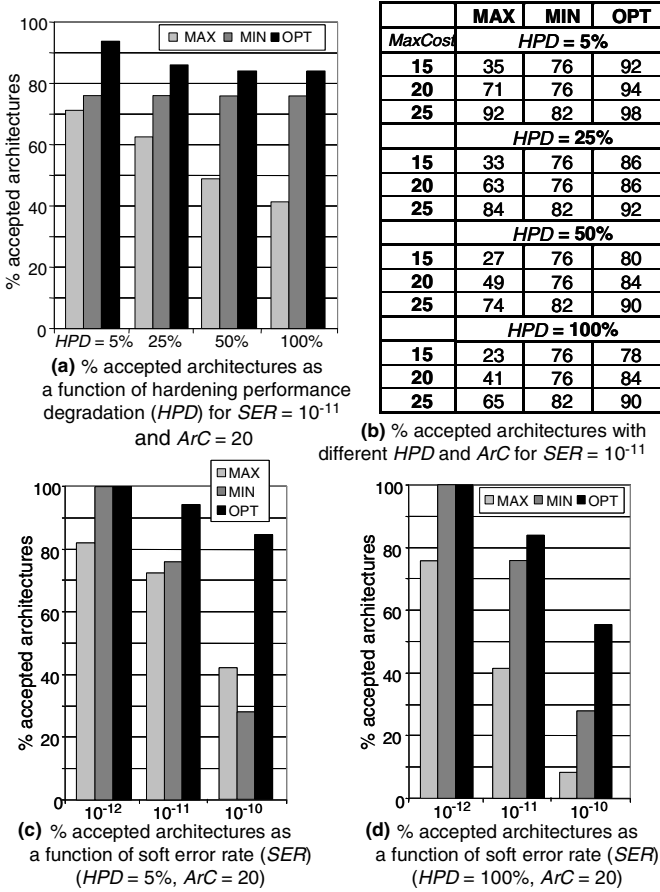 % accepted architectures
100
80
60
40
20
0
MAX MIN OPT
HPD = 5% 25% 50% 100%
(a) % accepted architectures as
a function of hardening performance
degradation (HPD) for SER = 10⁻¹¹
and ArC = 20
MAX MIN OPT
MaxCost HPD = 5%
15 35 76 92
20 71 76 94
25 92 82 98
HPD = 25%
15 33 76 86
20 63 76 86
25 84 82 92
HPD = 50%
15 27 76 80
20 49 76 84
25 74 82 90
HPD = 100%
15 23 76 78
20 41 76 84
25 65 82 90
(b) % accepted architectures with
different HPD and ArC for SER = 10⁻¹¹
% accepted architectures
100
80
60
40
20
0
MAX
MIN
OPT
10⁻¹² 10⁻¹¹ 10⁻¹⁰
(c) % accepted architectures as
a function of soft error rate (SER)
(HPD = 5%, ArC = 20)
% accepted architectures
100
80
60
40
20
0
MAX MIN OPT
10⁻¹² 10⁻¹¹ 10⁻¹⁰
(d) % accepted architectures as
a function of soft error rate (SER)
(HPD = 100%, ArC = 20)